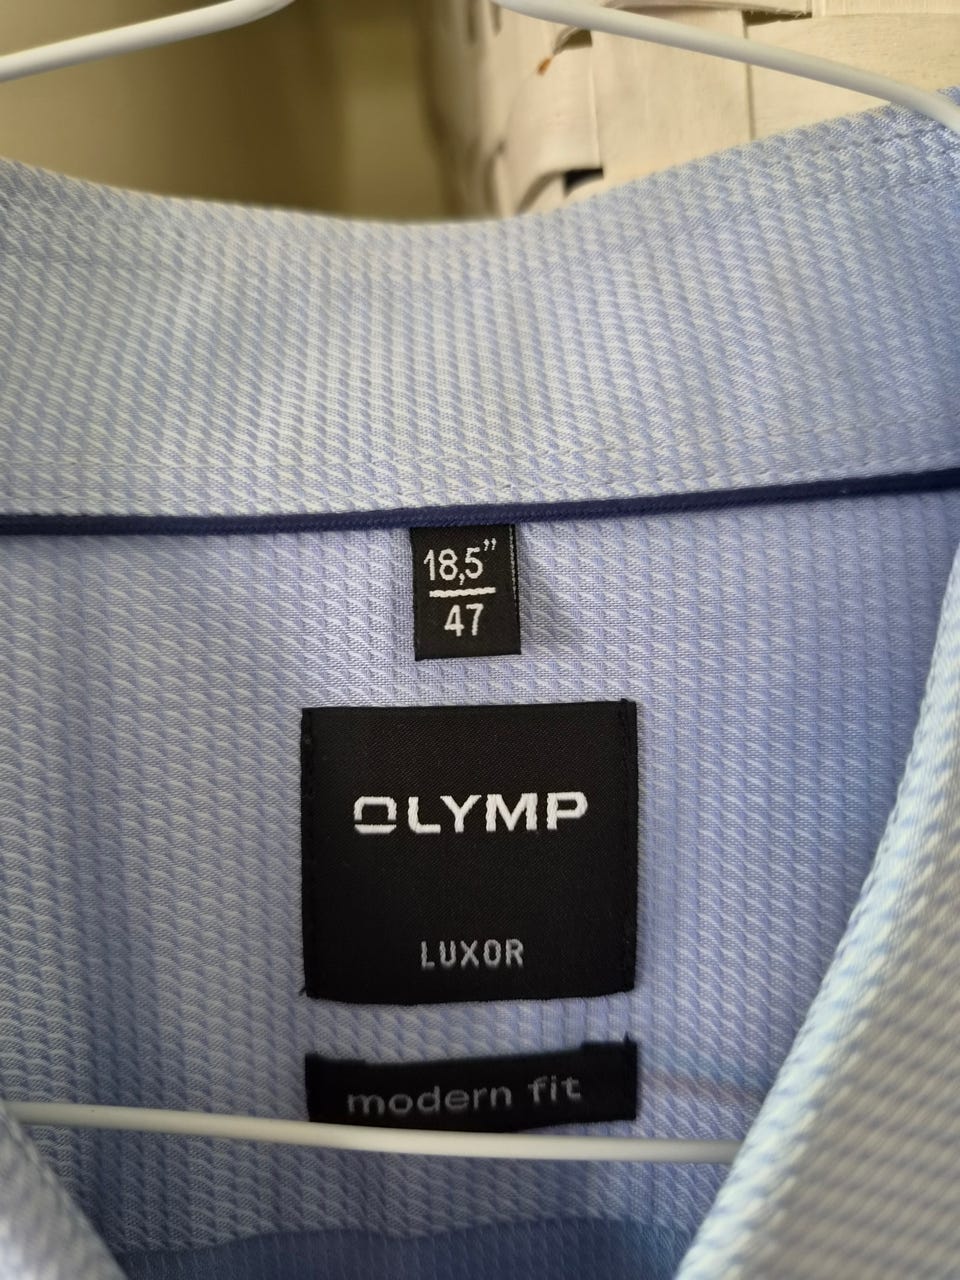 18,5”
47
OLYMP
LUXOR
modern fit